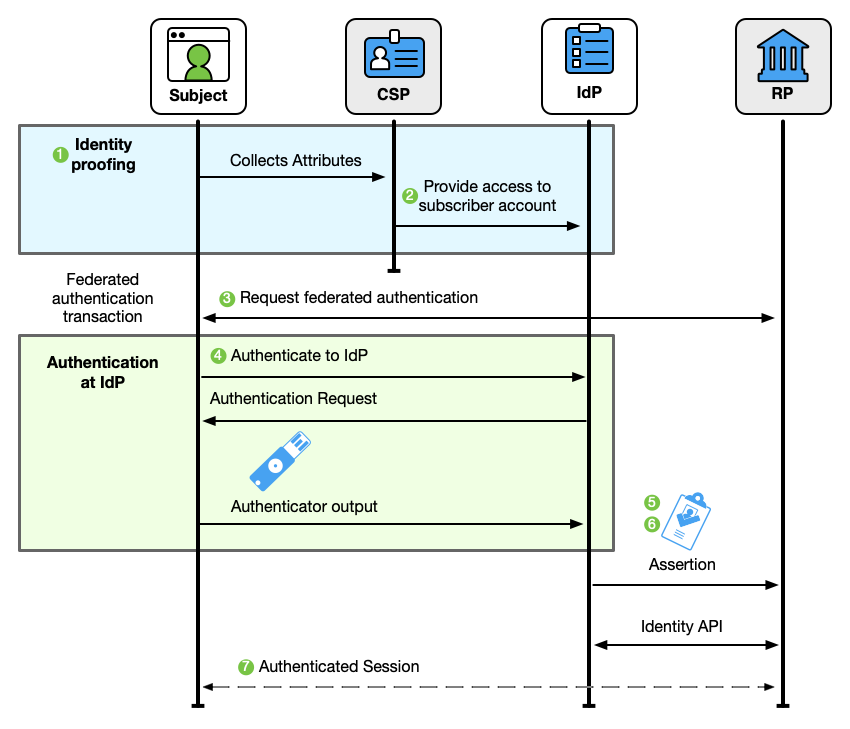 Subject
CSP
IdP
RP
1 Identity
proofing
Collects Attributes
2 Provide access to
subscriber account
Federated
authentication
transaction
3 Request federated authentication
Authentication
at IdP
4 Authenticate to IdP
Authentication Request
Authenticator output
5
6
Assertion
Identity API
7 Authenticated Session